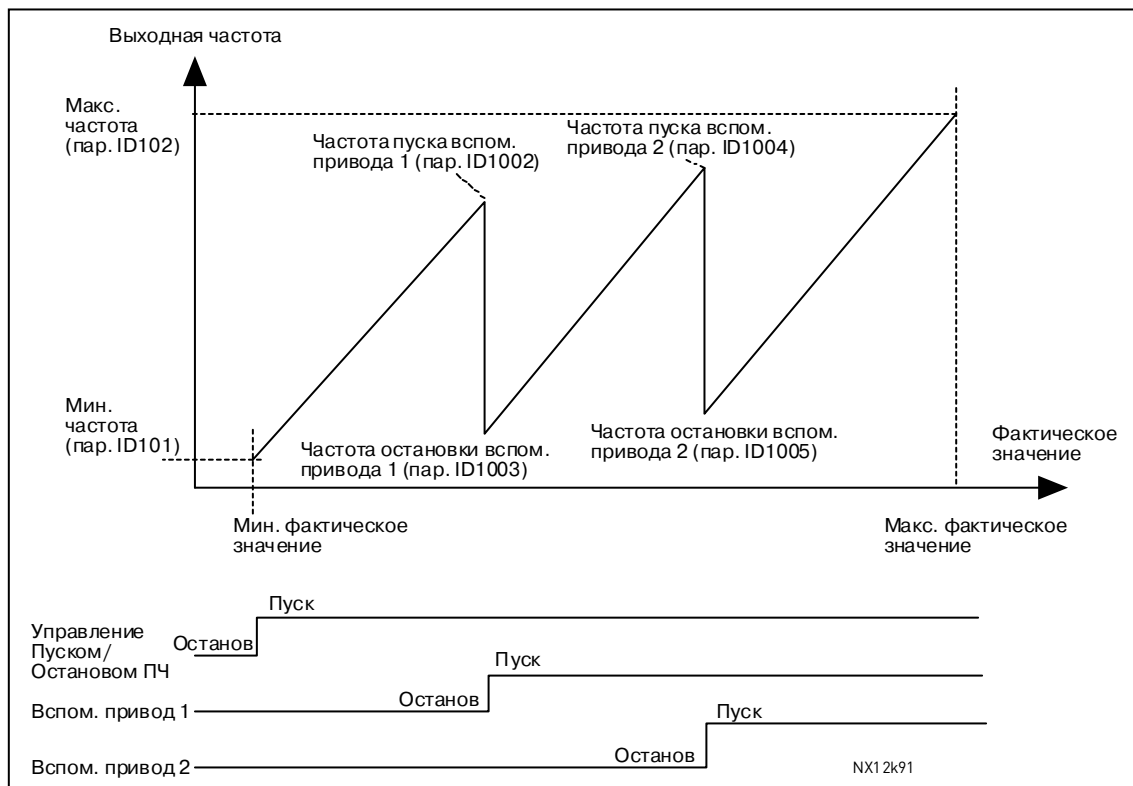 Выходная частота
Макс.
частота
(пар. ID102)
Частота пуска вспом.
привода 1 (пар. ID1002)
Частота пуска вспом.
привода 2 (пар. ID1004)
Мин.
частота
(пар. ID101)
Частота остановки вспом.
привода 1 (пар. ID1003)
Частота остановки вспом.
привода 2 (пар. ID1005)
Фактическое
значение
Мин. фактическое
значение
Макс. фактическое
значение
Управление
Пуском/
Остановом ПЧ
Останов
Пуск
Вспом. привод 1
Останов
Пуск
Вспом. привод 2
Останов
Пуск
NX12k91